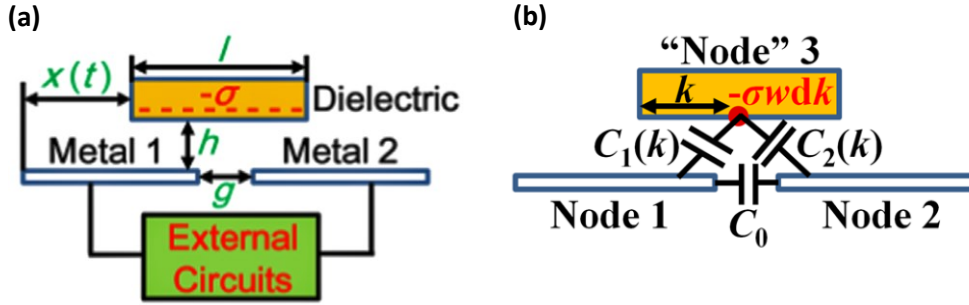 (a)
l
x(t)
-σ
Dielectric
h
Metal 1
Metal 2
g
External
Circuits
(b)
“Node” 3
k
-σwdk
C₁(k)
C₂(k)
Node 1
Node 2
C₀